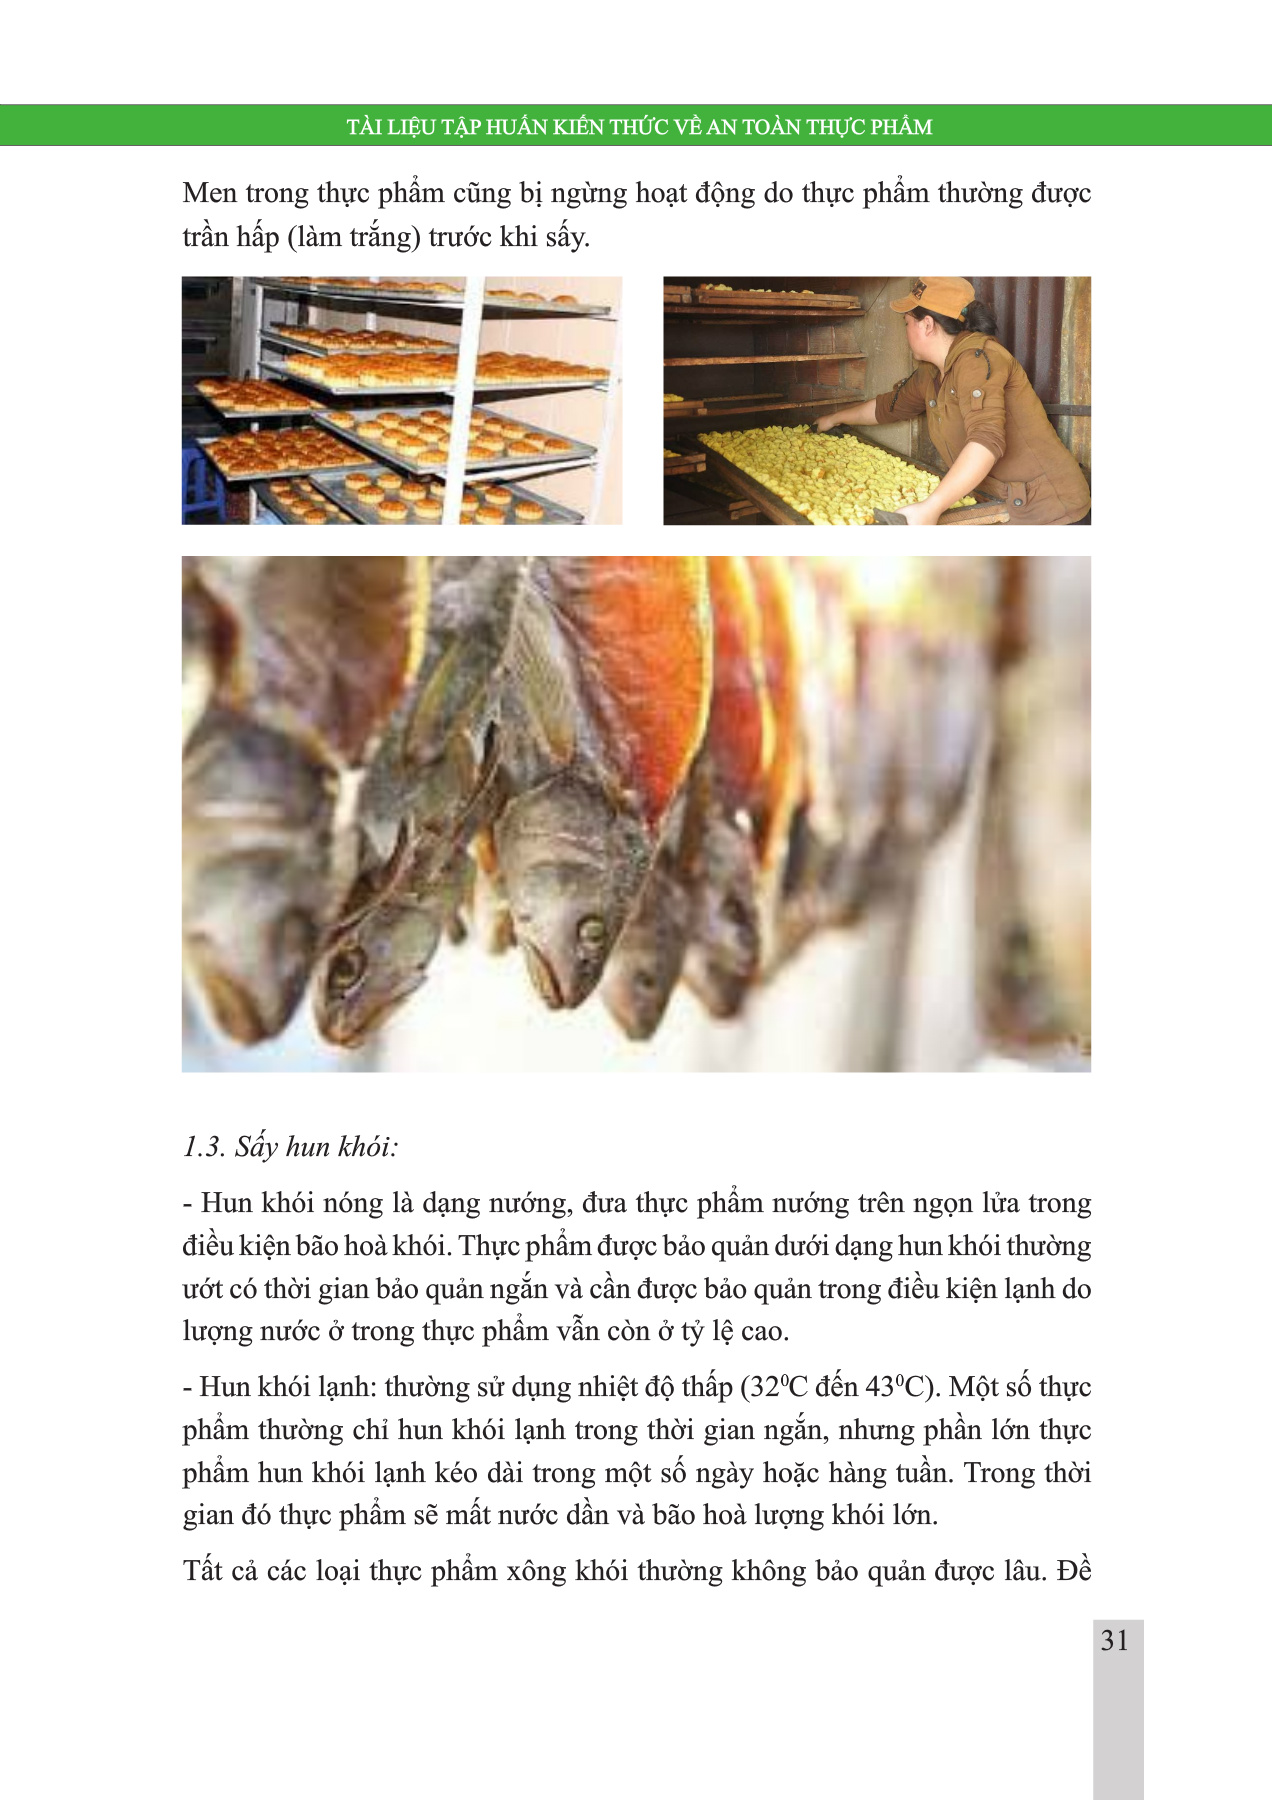 TÀI LIỆU TẬP HUẤN KIẾN THỨC VỀ AN TOÀN THỰC PHẨM
Men trong thực phẩm cũng bị ngừng hoạt động do thực phẩm thường được
trần hấp (làm trắng) trước khi sấy.
1.3. Sấy hun khói:
- Hun khói nóng là dạng nướng, đưa thực phẩm nướng trên ngọn lửa trong
điều kiện bão hoà khói. Thực phẩm được bảo quản dưới dạng hun khói thường
ướt có thời gian bảo quản ngắn và cần được bảo quản trong điều kiện lạnh do
lượng nước ở trong thực phẩm vẫn còn ở tỷ lệ cao.
- Hun khói lạnh: thường sử dụng nhiệt độ thấp (32⁰C đến 43⁰C). Một số thực
phẩm thường chỉ hun khói lạnh trong thời gian ngắn, nhưng phần lớn thực
phẩm hun khói lạnh kéo dài trong một số ngày hoặc hàng tuần. Trong thời
gian đó thực phẩm sẽ mất nước dần và bão hoà lượng khói lớn.
Tất cả các loại thực phẩm xông khói thường không bảo quản được lâu. Đề
31